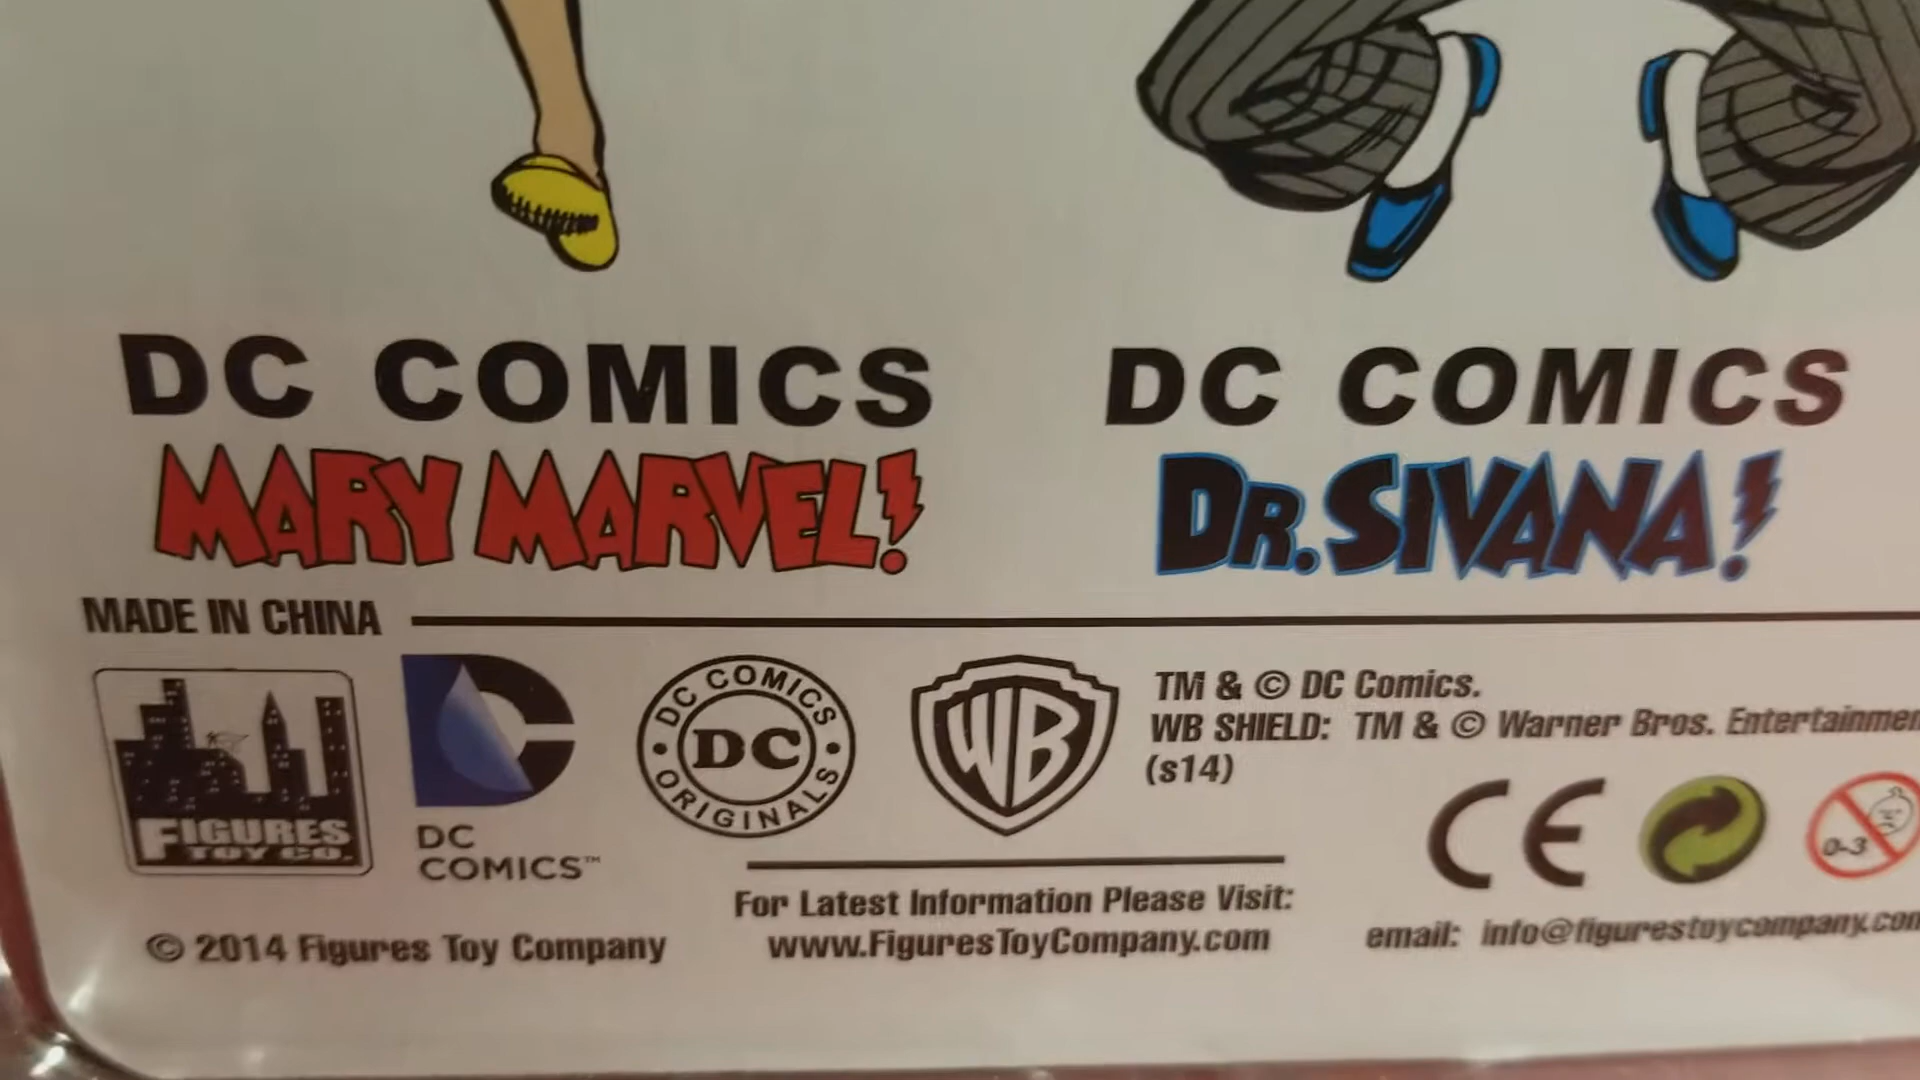 DC COMICS
MARY MARVEL!
DC COMICS
DR. SIVANA!
MADE IN CHINA
FIGURES
TOY CO.
DC
COMICS™
DC COMICS
DC
ORIGINALS
WB
TM & © DC Comics.
WB SHIELD: TM & © Warner Bros.
(s14)
CE
0-3
© 2014 Figures Toy Company
For Latest Information Please Visit:
www.FiguresToyCompany.com
email: info@figurestoycompany.com